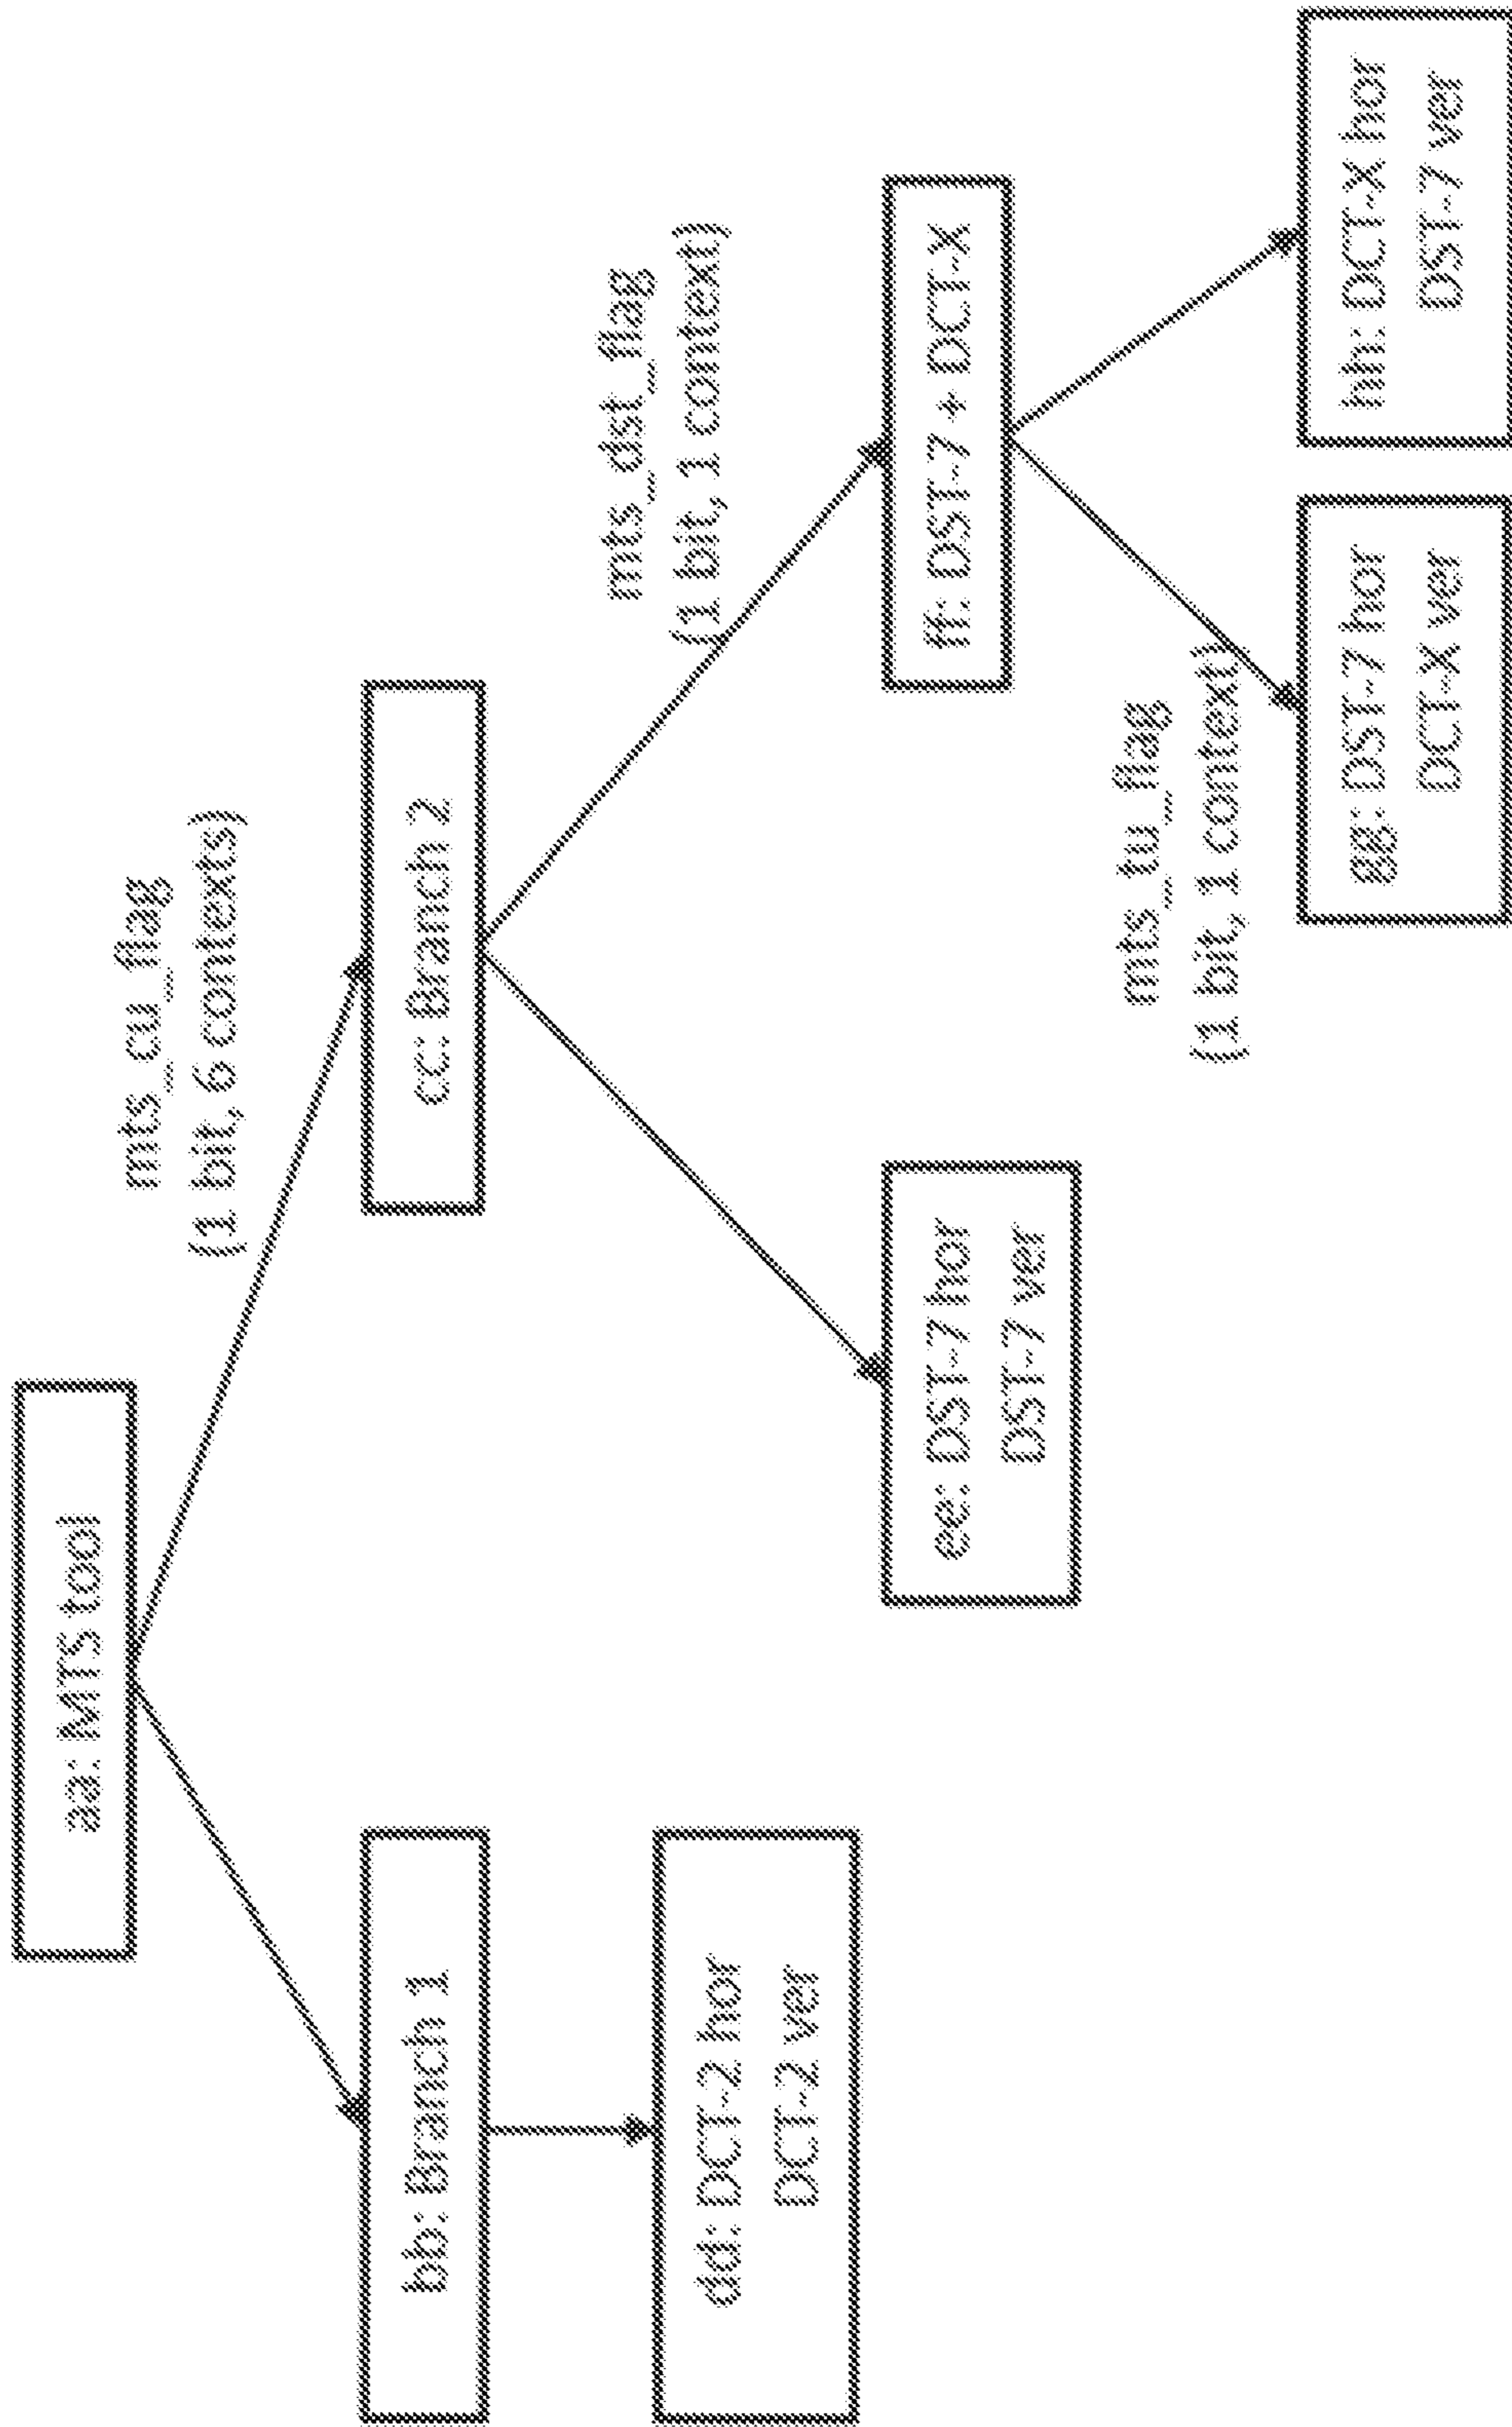 aa: MTS tool
mts_cu_flag
(1 bit, 6 contexts)
bb: Branch 1
cc: Branch 2
mts_dst_flag
(1 bit, 1 context)
dd: DCT-2 hor
DCT-2 ver
ee: DST-7 hor
DST-7 ver
ff: DST-7 + DCT-X
mts_tu_flag
(1 bit, 1 context)
gg: DST-7 hor
DCT-X ver
hh: DCT-X hor
DST-7 ver